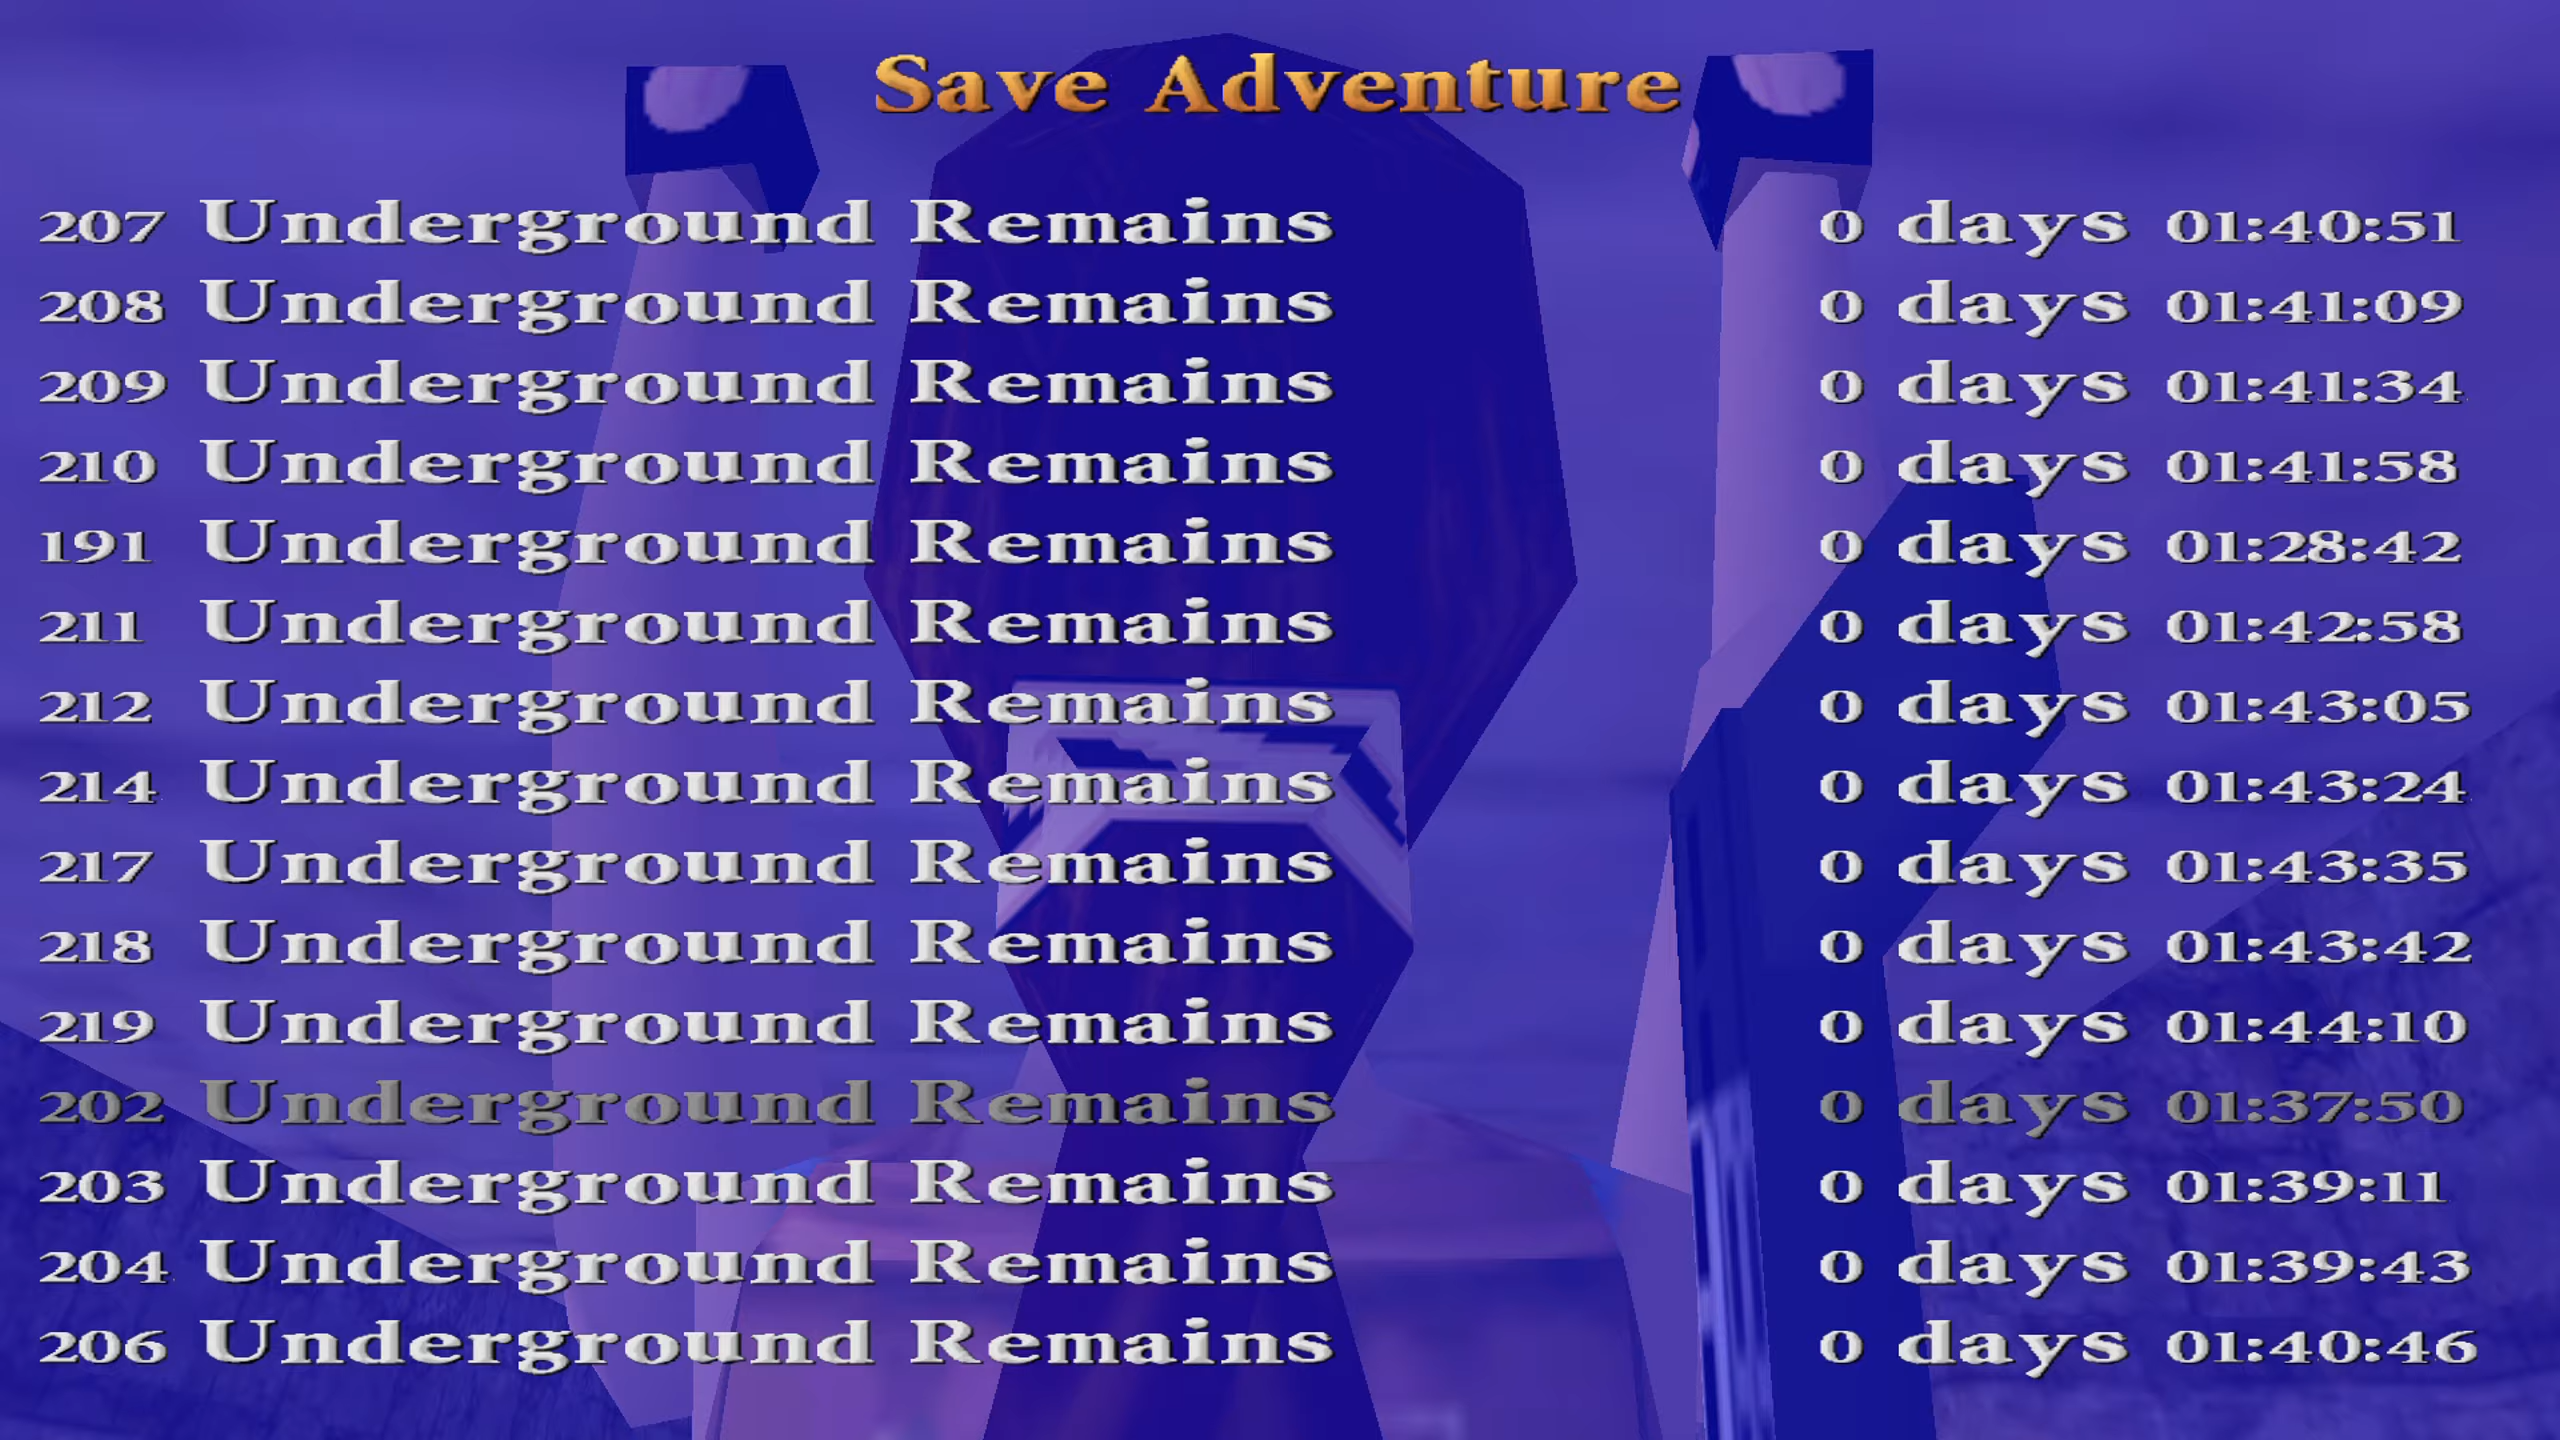 Save Adventure
207 Underground Remains 0 days 01:40:51
208 Underground Remains 0 days 01:41:09
209 Underground Remains 0 days 01:41:34
210 Underground Remains 0 days 01:41:58
191 Underground Remains 0 days 01:28:42
211 Underground Remains 0 days 01:42:58
212 Underground Remains 0 days 01:43:05
214 Underground Remains 0 days 01:43:24
217 Underground Remains 0 days 01:43:35
218 Underground Remains 0 days 01:43:42
219 Underground Remains 0 days 01:44:10
202 Underground Remains 0 days 01:37:50
203 Underground Remains 0 days 01:39:11
204 Underground Remains 0 days 01:39:43
206 Underground Remains 0 days 01:40:46